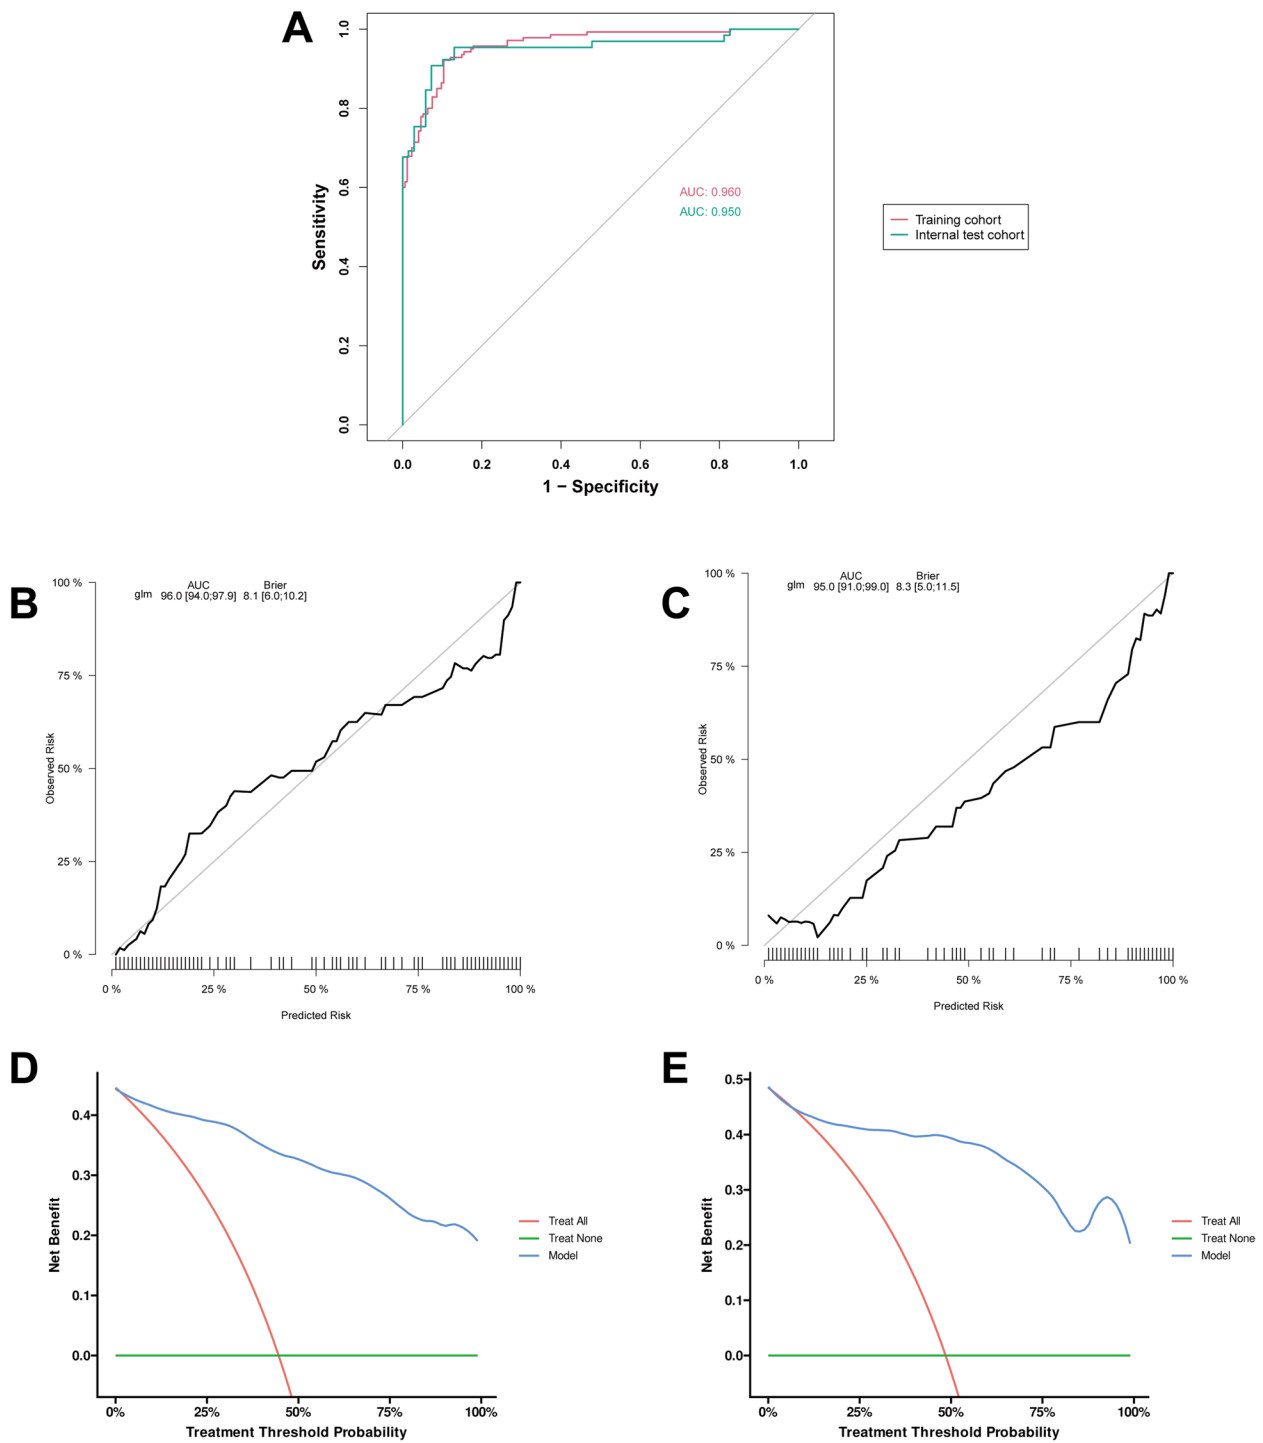 A
1.0
0.8
0.6
0.4
0.2
0.0
Sensitivity
AUC: 0.960
AUC: 0.950
Training cohort
Internal test cohort
0.0 0.2 0.4 0.6 0.8 1.0
1 − Specificity
B
AUC Brier
glm 96.0 [94.0;97.9] 8.1 [6.0;10.2]
100 %
75 %
50 %
25 %
0 %
Observed Risk
0 % 25 % 50 % 75 % 100 %
Predicted Risk
C
AUC Brier
glm 95.0 [91.0;99.0] 8.3 [5.0;11.5]
100 %
75 %
50 %
25 %
0 %
Observed Risk
0 % 25 % 50 % 75 % 100 %
Predicted Risk
D
0.4
0.3
0.2
0.1
0.0
Net Benefit
Treat All
Treat None
Model
0% 25% 50% 75% 100%
Treatment Threshold Probability
E
0.5
0.4
0.3
0.2
0.1
0.0
Net Benefit
Treat All
Treat None
Model
0% 25% 50% 75% 100%
Treatment Threshold Probability